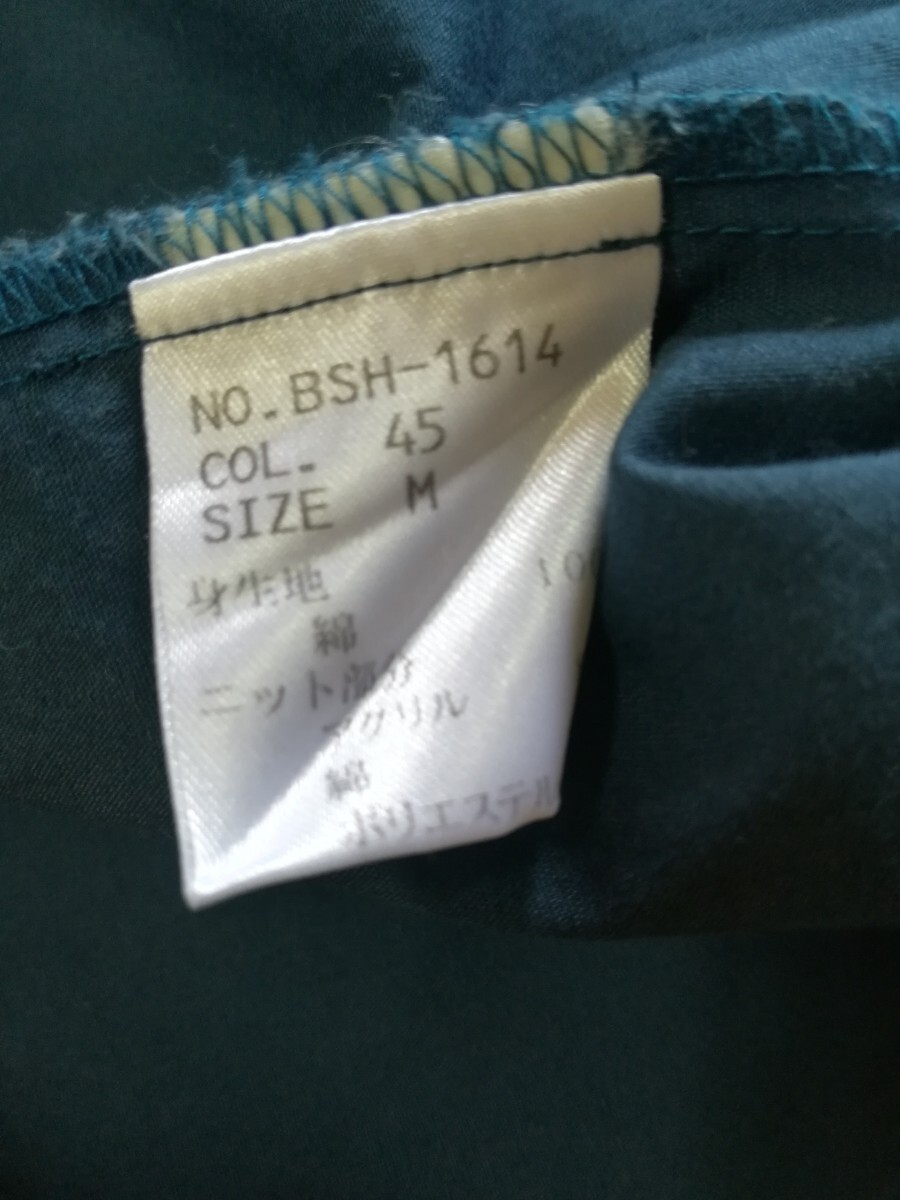 NO.BSH-1614
COL. 45
SIZE M
身生地
綿 100
ニット部分
アクリル
綿
ポリエステル